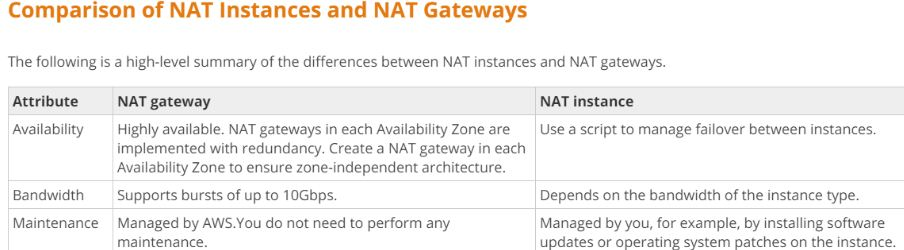 Comparison of NAT Instances and NAT Gateways
The following is a high-level summary of the differences between NAT instances and NAT gateways.
Attribute NAT gateway NAT instance
Availability Highly available. NAT gateways in each Availability Zone are Use a script to manage failover between instances.
implemented with redundancy. Create a NAT gateway in each
Availability Zone to ensure zone-independent architecture.
Bandwidth Supports bursts of up to 10Gbps. Depends on the bandwidth of the instance type.
Maintenance Managed by AWS.You do not need to perform any Managed by you, for example, by installing software
maintenance. updates or operating system patches on the instance.